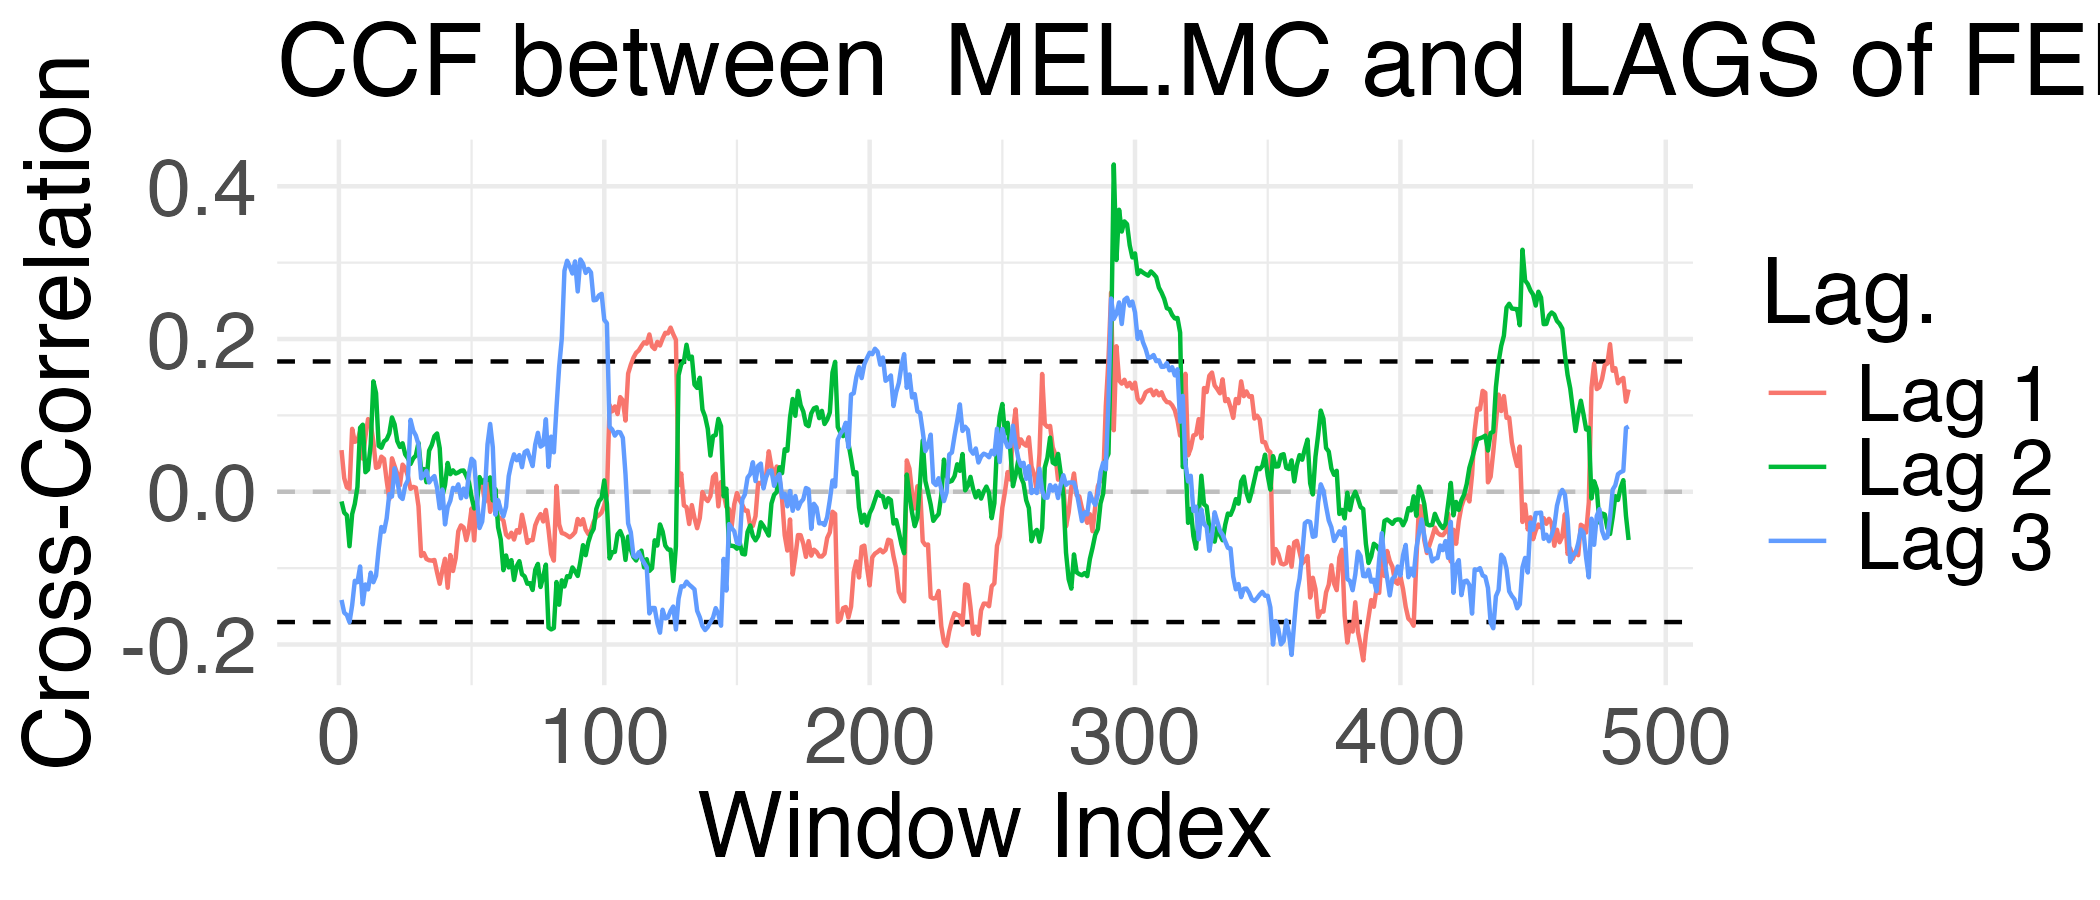 CCF between MEL.MC and LAGS of
Cross-Correlation
0.4
0.2
0.0
-0.2
0 100 200 300 400 500
Window Index
Lag.
Lag 1
Lag 2
Lag 3